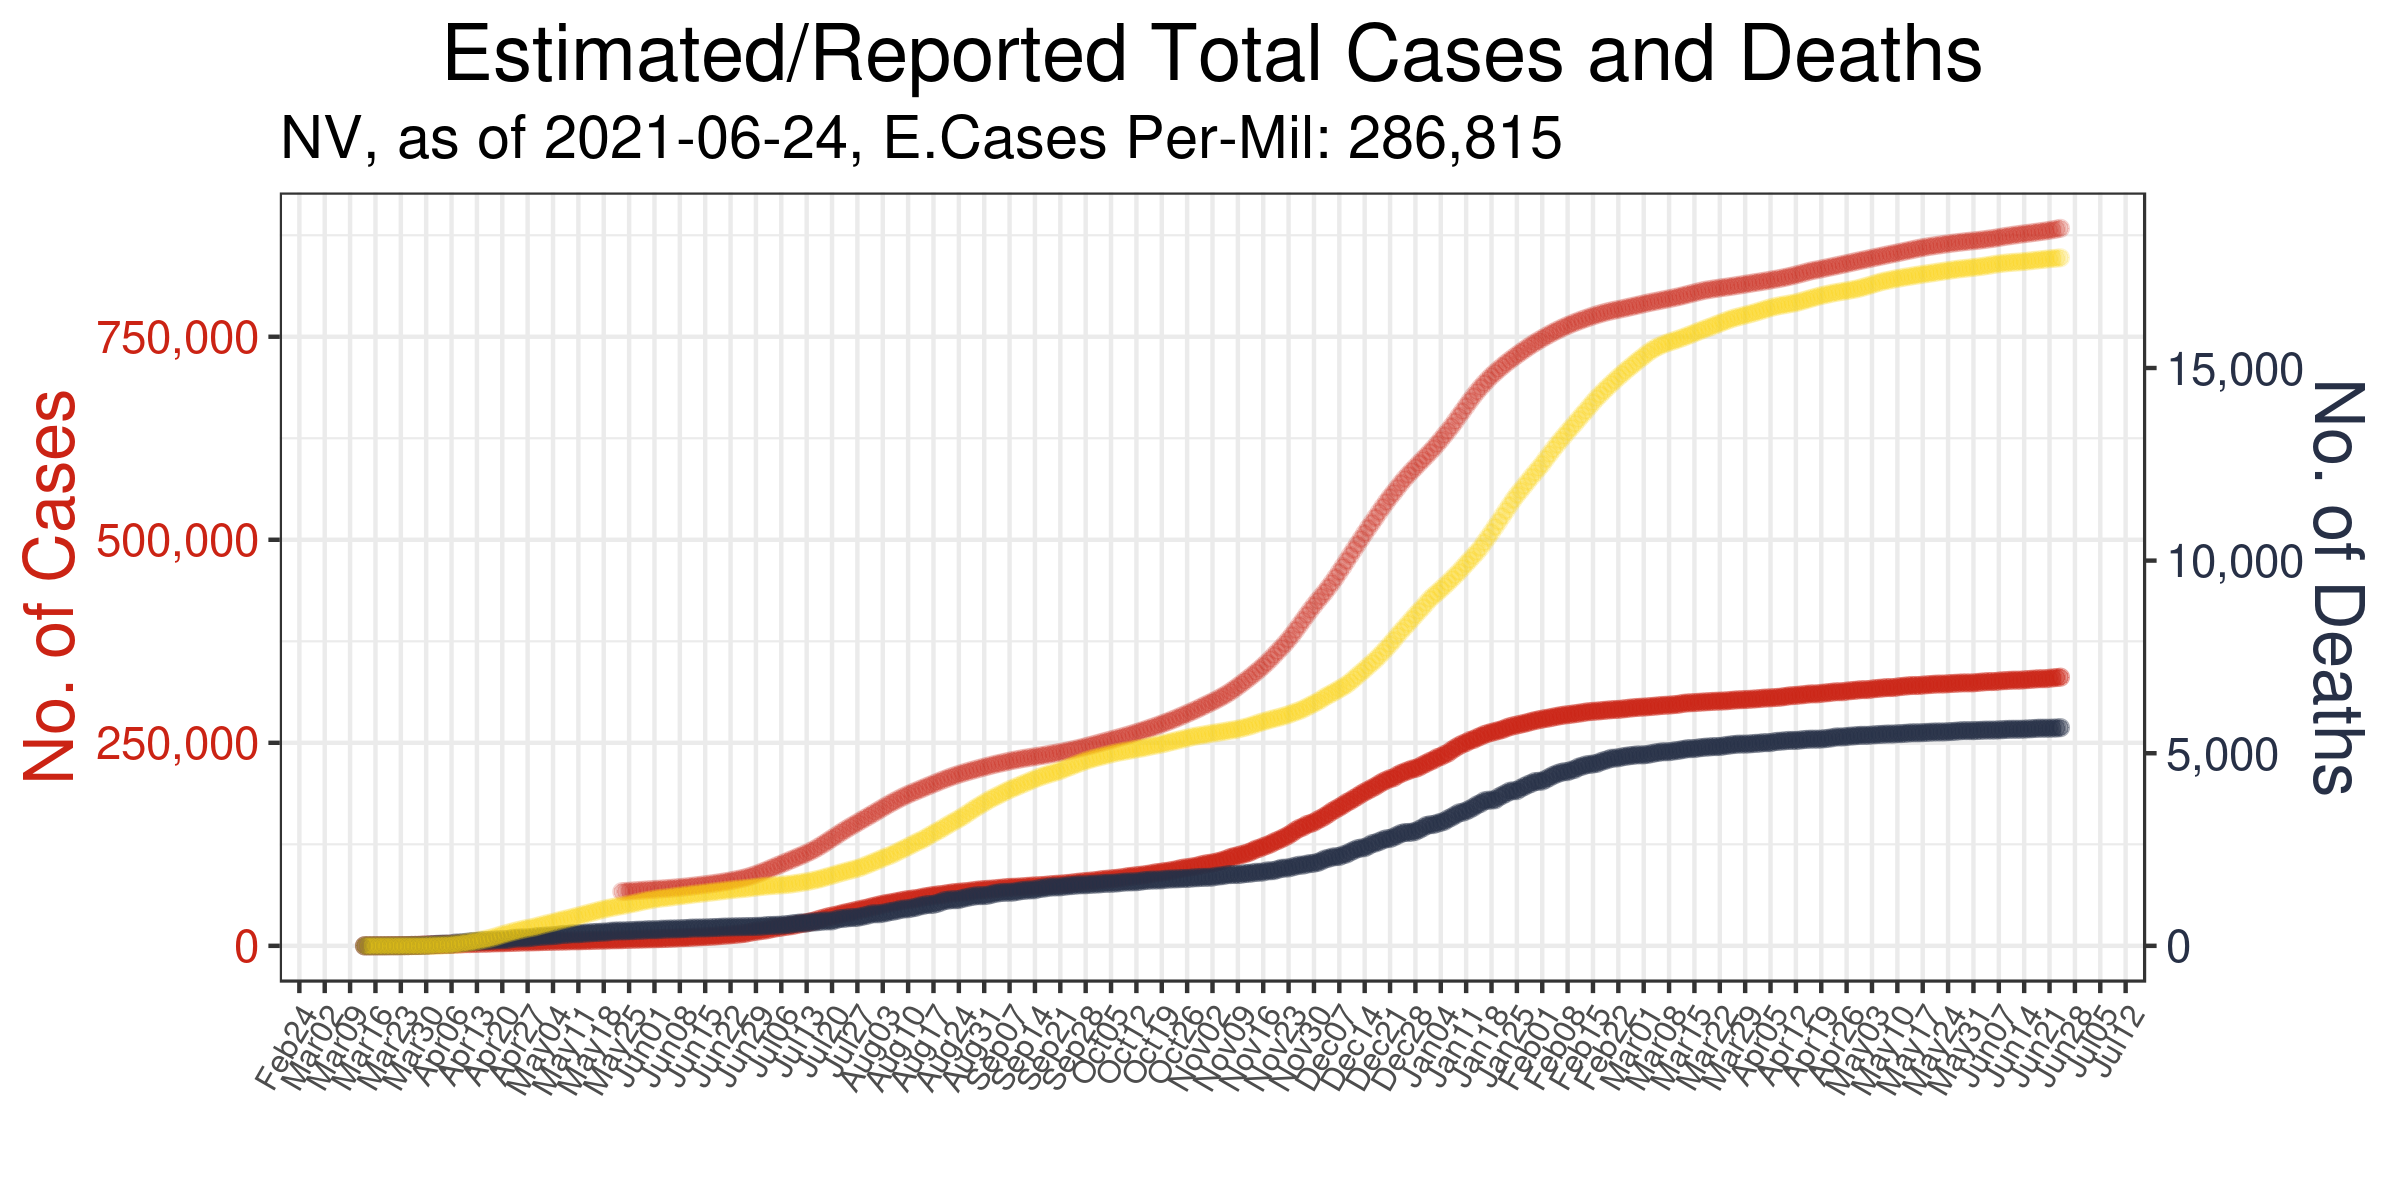 Estimated/Reported Total Cases and Deaths
NV, as of 2021-06-24, E.Cases Per-Mil: 286,815
No. of Cases
750,000
500,000
250,000
0
15,000
10,000
5,000
0
No. of Deaths
Feb24
Mar02
Mar09
Mar16
Mar23
Mar30
Apr06
Apr13
Apr20
Apr27
May04
May11
May18
May25
Jun01
Jun08
Jun15
Jun22
Jun29
Jul06
Jul13
Jul20
Jul27
Aug03
Aug10
Aug17
Aug24
Aug31
Sep07
Sep14
Sep21
Sep28
Oct05
Oct12
Oct19
Oct26
Nov02
Nov09
Nov16
Nov23
Nov30
Dec07
Dec14
Dec21
Dec28
Jan04
Jan11
Jan18
Jan25
Feb01
Feb08
Feb15
Feb22
Mar01
Mar08
Mar15
Mar22
Mar29
Apr05
Apr12
Apr19
Apr26
May03
May10
May17
May24
May31
Jun07
Jun14
Jun21
Jun28
Jul05
Jul12